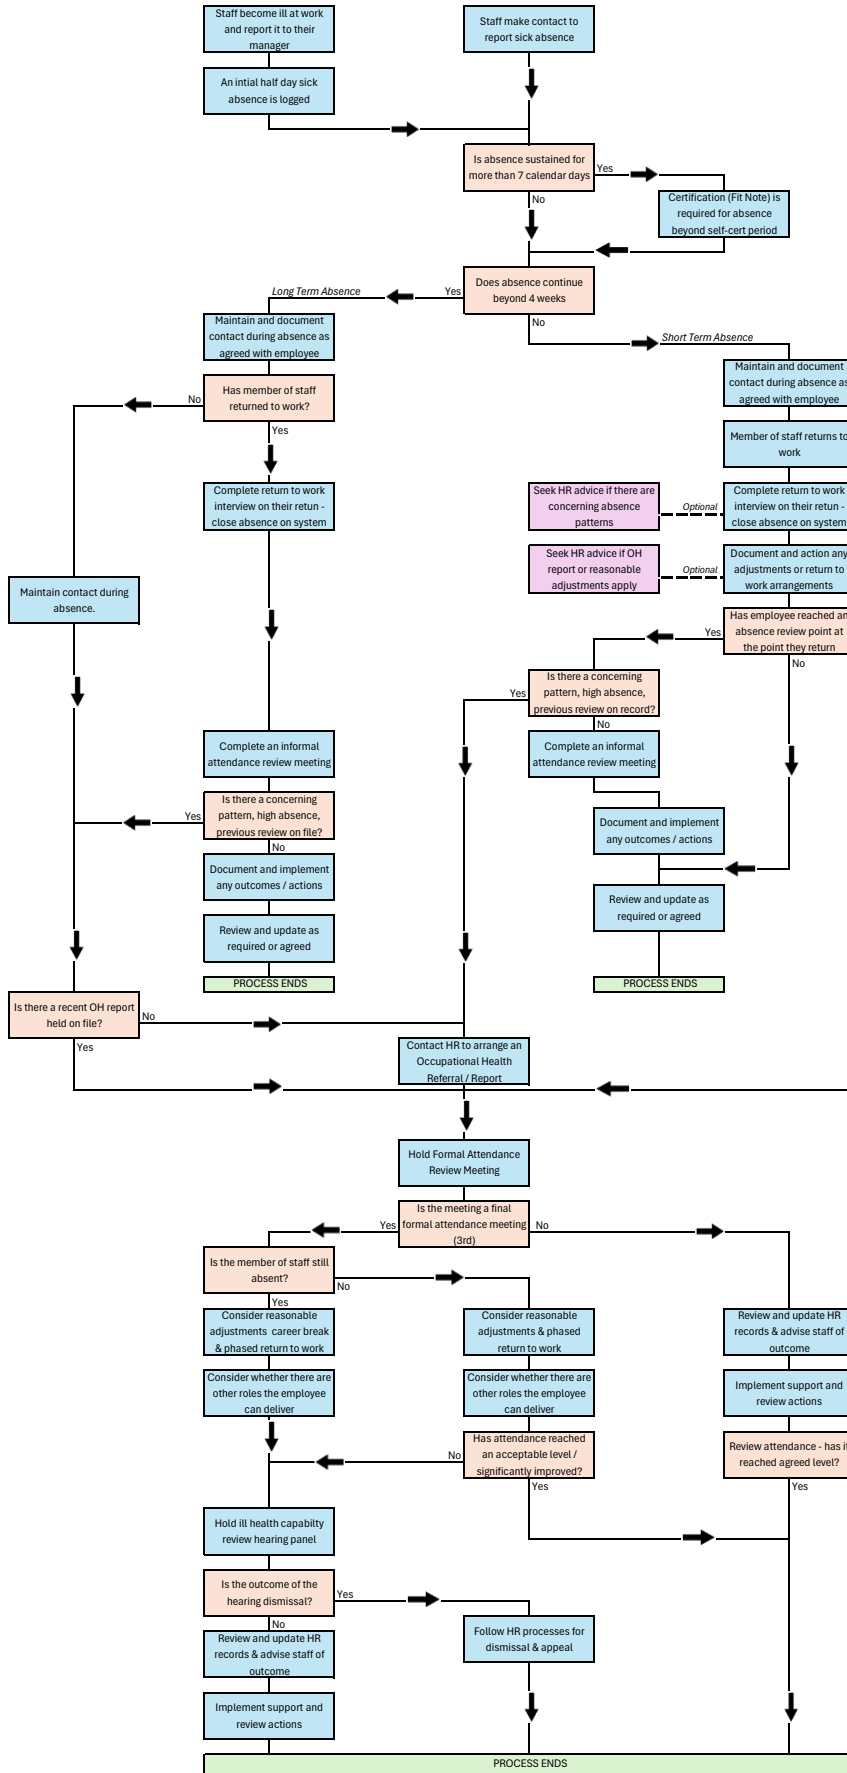 Staff become ill at work
and report it to their
manager
Staff make contact to
report sick absence
An intial half day sick
absence is logged
Is absence sustained for
more than 7 calendar days
Yes
No
Certification (Fit Note) is
required for absence
beyond self-cert period
Does absence continue
beyond 4 weeks
Yes
Long Term Absence
No
Short Term Absence
Maintain and document
contact during absence as
agreed with employee
Has member of staff
returned to work?
No
Yes
Maintain and document
contact during absence as
agreed with employee
Member of staff returns to
work
Complete return to work
interview on their retun -
close absence on system
Seek HR advice if there are
concerning absence
patterns
Optional
Complete return to work
interview on their retun -
close absence on system
Seek HR advice if OH
report or reasonable
adjustments apply
Optional
Document and action any
adjustments or return to
work arrangements
Maintain contact during
absence.
Has employee reached an
absence review point at
the point they return
Yes
No
Is there a concerning
pattern, high absence,
previous review on record?
Yes
No
Complete an informal
attendance review meeting
Complete an informal
attendance review meeting
Is there a concerning
pattern, high absence,
previous review on file?
Yes
No
Document and implement
any outcomes / actions
Document and implement
any outcomes / actions
Review and update as
required or agreed
Review and update as
required or agreed
PROCESS ENDS
PROCESS ENDS
Is there a recent OH report
held on file?
No
Yes
Contact HR to arrange an
Occupational Health
Referral / Report
Hold Formal Attendance
Review Meeting
Is the meeting a final
formal attendance meeting
(3rd)
Yes
No
Is the member of staff still
absent?
No
Yes
Consider reasonable
adjustments career break
& phased return to work
Consider reasonable
adjustments & phased
return to work
Review and update HR
records & advise staff of
outcome
Consider whether there are
other roles the employee
can deliver
Consider whether there are
other roles the employee
can deliver
Implement support and
review actions
Has attendance reached
an acceptable level /
significantly improved?
No
Yes
Review attendance - has it
reached agreed level?
Yes
Hold ill health capabilty
review hearing panel
Is the outcome of the
hearing dismissal?
Yes
No
Follow HR processes for
dismissal & appeal
Review and update HR
records & advise staff of
outcome
Implement support and
review actions
PROCESS ENDS